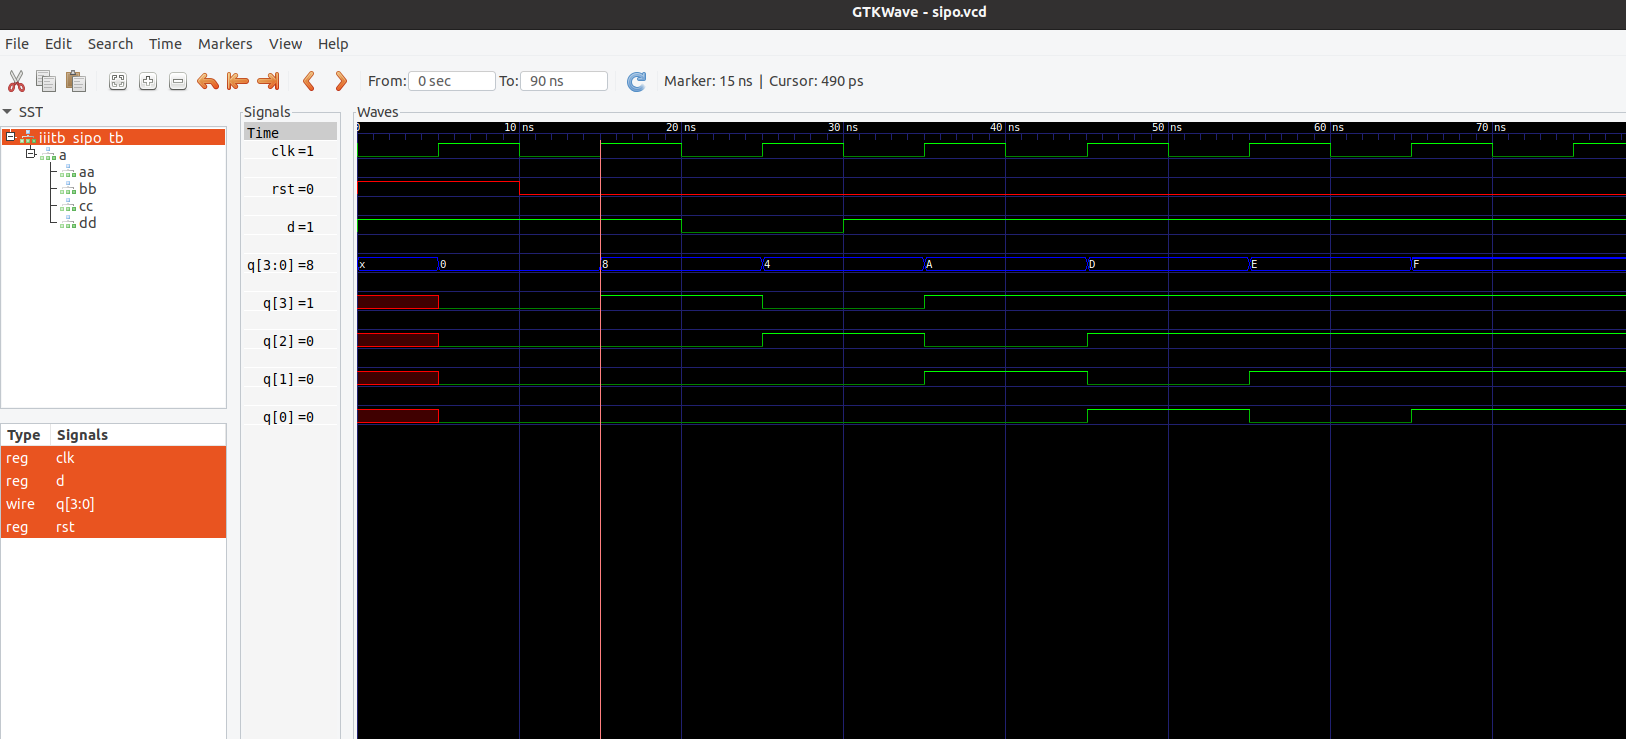 GTKWave - sipo.vcd
File Edit Search Time Markers View Help
From: 0 sec To: 90 ns Marker: 15 ns | Cursor: 490 ps
SST
iiitb_sipo_tb
a
aa
bb
cc
dd
Type Signals
reg clk
reg d
wire q[3:0]
reg rst
Signals
Time
clk=1
rst=0
d=1
q[3:0]=8
q[3]=1
q[2]=0
q[1]=0
q[0]=0
Waves
0 10 ns 20 ns 30 ns 40 ns 50 ns 60 ns 70 ns
x 0 8 4 A D E F